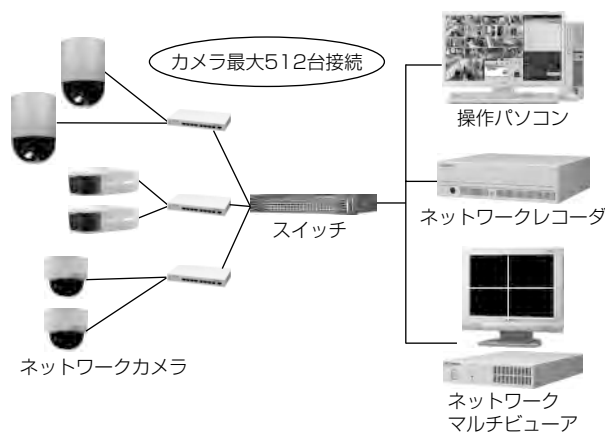 カメラ最大512台接続
操作パソコン
スイッチ
ネットワークレコーダ
ネットワークカメラ
ネットワーク
マルチビューア